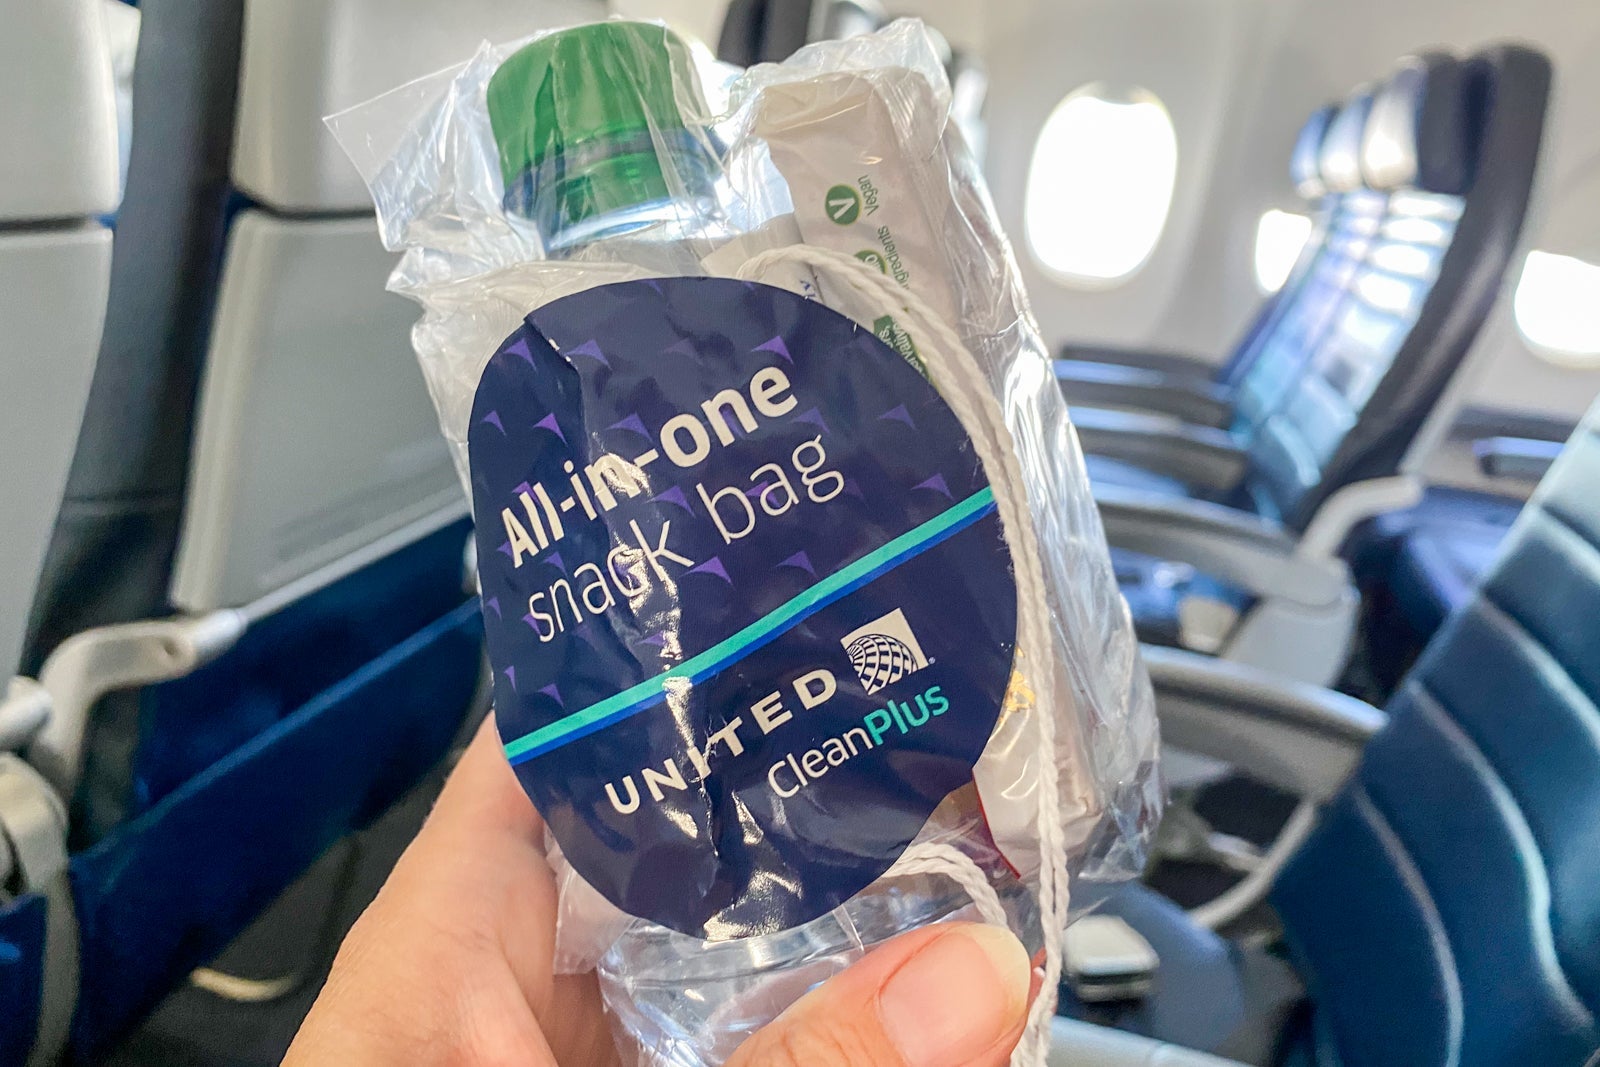 All-in-one
snack bag
UNITED
CleanPlus
V Vegan